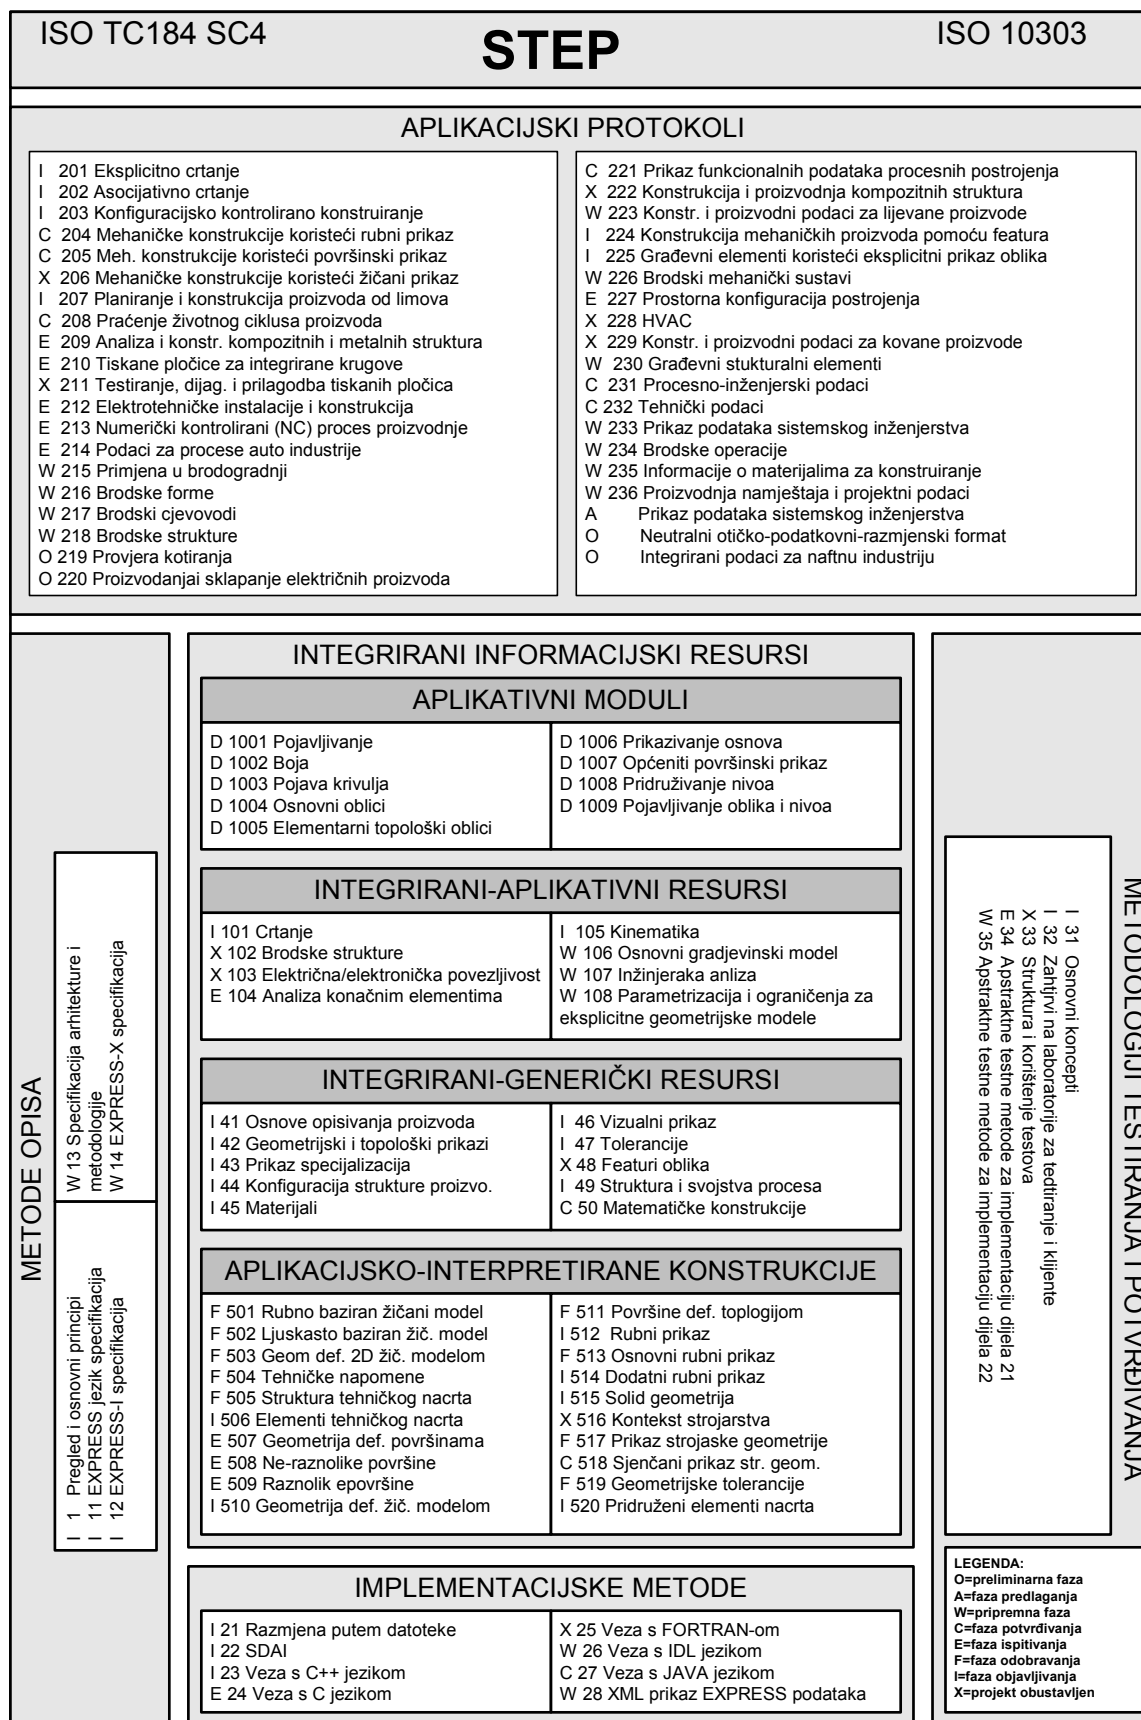 ISO TC184 SC4
STEP
ISO 10303
APLIKACIJSKI PROTOKOLI
I 201 Eksplicitno crtanje
I 202 Asocijativno crtanje
I 203 Konfiguracijsko kontrolirano konstruiranje
C 204 Mehaničke konstrukcije koristeći rubni prikaz
C 205 Meh. konstrukcije koristeći površinski prikaz
X 206 Mehaničke konstrukcije koristeći žičani prikaz
I 207 Planiranje i konstrukcija proizvoda od limova
C 208 Praćenje životnog ciklusa proizvoda
E 209 Analiza i konstr. kompozitnih i metalnih struktura
E 210 Tiskane pločice za integrirane krugove
X 211 Testiranje, dijag. i prilagodba tiskanih pločica
E 212 Elektrotehničke instalacije i konstrukcija
E 213 Numerički kontrolirani (NC) proces proizvodnje
E 214 Podaci za procese auto industrije
W 215 Primjena u brodogradnji
W 216 Brodske forme
W 217 Brodski cjevovodi
W 218 Brodske strukture
O 219 Provjera kotiranja
O 220 Proizvodanjai sklapanje električnih proizvoda
C 221 Prikaz funkcionalnih podataka procesnih postrojenja
X 222 Konstrukcija i proizvodnja kompozitnih struktura
W 223 Konstr. i proizvodni podaci za lijevane proizvode
I 224 Konstrukcija mehaničkih proizvoda pomoću featura
I 225 Građevni elementi koristeći eksplicitni prikaz oblika
W 226 Brodski mehanički sustavi
E 227 Prostorna konfiguracija postrojenja
X 228 HVAC
X 229 Konstr. i proizvodni podaci za kovane proizvode
W 230 Građevni stukturalni elementi
C 231 Procesno-inženjerski podaci
C 232 Tehnički podaci
W 233 Prikaz podataka sistemskog inženjerstva
W 234 Brodske operacije
W 235 Informacije o materijalima za konstruiranje
W 236 Proizvodnja namještaja i projektni podaci
A Prikaz podataka sistemskog inženjerstva
O Neutralni otičko-podatkovni-razmjenski format
O Integrirani podaci za naftnu industriju
METODE OPISA
W 13 Specifikacija arhitekture i
metodologije
W 14 EXPRESS-X specifikacija
I 1 Pregled i osnovni principi
I 11 EXPRESS jezik specifikacija
I 12 EXPRESS-I specifikacija
INTEGRIRANI INFORMACIJSKI RESURSI
APLIKATIVNI MODULI
D 1001 Pojavljivanje
D 1002 Boja
D 1003 Pojava krivulja
D 1004 Osnovni oblici
D 1005 Elementarni topološki oblici
D 1006 Prikazivanje osnova
D 1007 Općeniti površinski prikaz
D 1008 Pridruživanje nivoa
D 1009 Pojavljivanje oblika i nivoa
INTEGRIRANI-APLIKATIVNI RESURSI
I 101 Crtanje
X 102 Brodske strukture
X 103 Električna/elektronička povezljivost
E 104 Analiza konačnim elementima
I 105 Kinematika
W 106 Osnovni gradjevinski model
W 107 Inžinjeraka anliza
W 108 Parametrizacija i ograničenja za
eksplicitne geometrijske modele
INTEGRIRANI-GENERIČKI RESURSI
I 41 Osnove opisivanja proizvoda
I 42 Geometrijski i topološki prikazi
I 43 Prikaz specijalizacija
I 44 Konfiguracija strukture proizvo.
I 45 Materijali
I 46 Vizualni prikaz
I 47 Tolerancije
X 48 Featuri oblika
I 49 Struktura i svojstva procesa
C 50 Matematičke konstrukcije
APLIKACIJSKO-INTERPRETIRANE KONSTRUKCIJE
F 501 Rubno baziran žičani model
F 502 Ljuskasto baziran žič. model
F 503 Geom def. 2D žič. modelom
F 504 Tehničke napomene
F 505 Struktura tehničkog nacrta
I 506 Elementi tehničkog nacrta
E 507 Geometrija def. površinama
E 508 Ne-raznolike površine
E 509 Raznolik epovršine
I 510 Geometrija def. žič. modelom
F 511 Površine def. toplogijom
I 512 Rubni prikaz
F 513 Osnovni rubni prikaz
I 514 Dodatni rubni prikaz
I 515 Solid geometrija
X 516 Kontekst strojarstva
F 517 Prikaz strojaske geometrije
C 518 Sjenčani prikaz str. geom.
F 519 Geometrijske tolerancije
I 520 Pridruženi elementi nacrta
IMPLEMENTACIJSKE METODE
I 21 Razmjena putem datoteke
I 22 SDAI
I 23 Veza s C++ jezikom
E 24 Veza s C jezikom
X 25 Veza s FORTRAN-om
W 26 Veza s IDL jezikom
C 27 Veza s JAVA jezikom
W 28 XML prikaz EXPRESS podataka
METODOLOGIJI TESTIRANJA I POTVRĐIVANJA
I 31 Osnovni koncepti
I 32 Zahtjrvi na laboratorije za tedtiranje i klijente
X 33 Struktura i korištenje testova
E 34 Apstraktne testne metode za implementaciju dijela 21
W 35 Apstraktne testne metode za implementaciju dijela 22
LEGENDA:
O=preliminarna faza
A=faza predlaganja
W=pripremna faza
C=faza potvrđivanja
E=faza ispitivanja
F=faza odobravanja
I=faza objavljivanja
X=projekt obustavljen